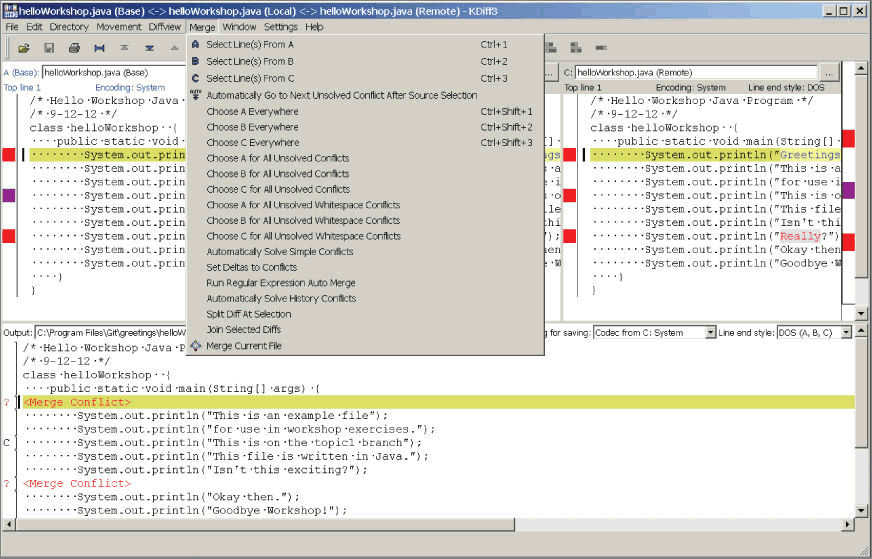 helloWorkshop.java (Base) <-> helloWorkshop.java (Local) <-> helloWorkshop.java (Remote) - KDiff3
File Edit Directory Movement Diffview Merge Window Settings Help
Select Line(s) From A Ctrl+1
Select Line(s) From B Ctrl+2
Select Line(s) From C Ctrl+3
Automatically Go to Next Unsolved Conflict After Source Selection
Choose A Everywhere Ctrl+Shift+1
Choose B Everywhere Ctrl+Shift+2
Choose C Everywhere Ctrl+Shift+3
Choose A for All Unsolved Conflicts
Choose B for All Unsolved Conflicts
Choose C for All Unsolved Conflicts
Choose A for All Unsolved Whitespace Conflicts
Choose B for All Unsolved Whitespace Conflicts
Choose C for All Unsolved Whitespace Conflicts
Automatically Solve Simple Conflicts
Set Deltas to Conflicts
Run Regular Expression Auto Merge
Automatically Solve History Conflicts
Split Diff At Selection
Join Selected Diffs
Merge Current File
A (Base): helloWorkshop.java (Base)
Top line 1 Encoding: System
/*·Hello·Workshop·Java·
/*·9-12-12·*/
class·helloWorkshop··{
····public·static·void·
········System.out.prin
········System.out.prin
········System.out.prin
········System.out.prin
········System.out.prin
········System.out.prin
········System.out.prin
········System.out.prin
········System.out.prin
····}
}
... C: helloWorkshop.java (Remote) ...
Top line 1 Encoding: System Line end style: DOS
/*·Hello·Workshop·Java·Program·*/
/*·9-12-12·*/
class·helloWorkshop··{
····public·static·void·main(String[]·
········System.out.println("Greetings
········System.out.println("This·is·a
········System.out.println("for·use·i
········System.out.println("This·is·o
········System.out.println("This·file
········System.out.println("Isn't·thi
········System.out.println("Really?")
········System.out.println("Okay·then
········System.out.println("Goodbye·W
····}
}
Output: C:\Program Files\Git\greetings\helloW
g for saving: Codec from C: System Line end style: DOS (A, B, C)
/*·Hello·Workshop·Java·P
/*·9-12-12·*/
class·helloWorkshop··{
····public·static·void·main(String[]·args)·{
? <Merge Conflict>
········System.out.println("This·is·an·example·file");
········System.out.println("for·use·in·workshop·exercises.");
C ········System.out.println("This·is·on·the·topic1·branch");
········System.out.println("This·file·is·written·in·Java.");
········System.out.println("Isn't·this·exciting?");
? <Merge Conflict>
········System.out.println("Okay·then.");
········System.out.println("Goodbye·Workshop!");